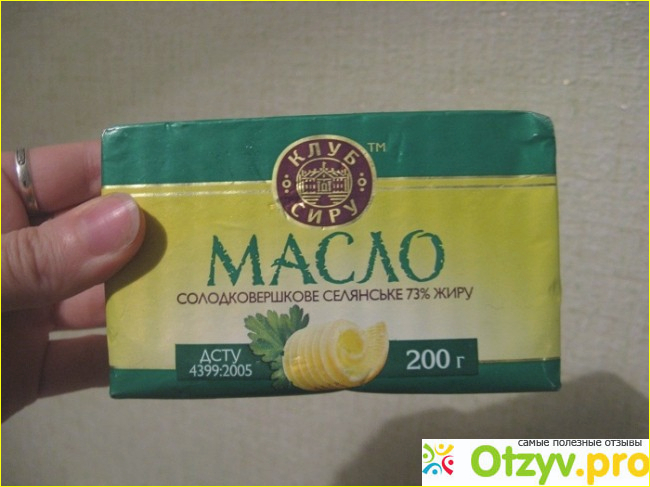 КЛУБ
СИРУ
TM
МАСЛО
СОЛОДКОВЕРШКОВЕ СЕЛЯНСЬКЕ 73% ЖИРУ
ДСТУ
4399:2005
200 г
самые полезные отзывы
Otzyv.pro